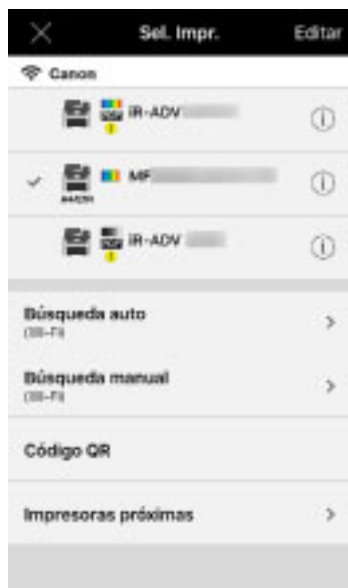 Sel. Impr.
Editar
Canon
iR-ADV
MF
iR-ADV
Búsqueda auto
(Wi-Fi)
Búsqueda manual
(Wi-Fi)
Código QR
Impresoras próximas